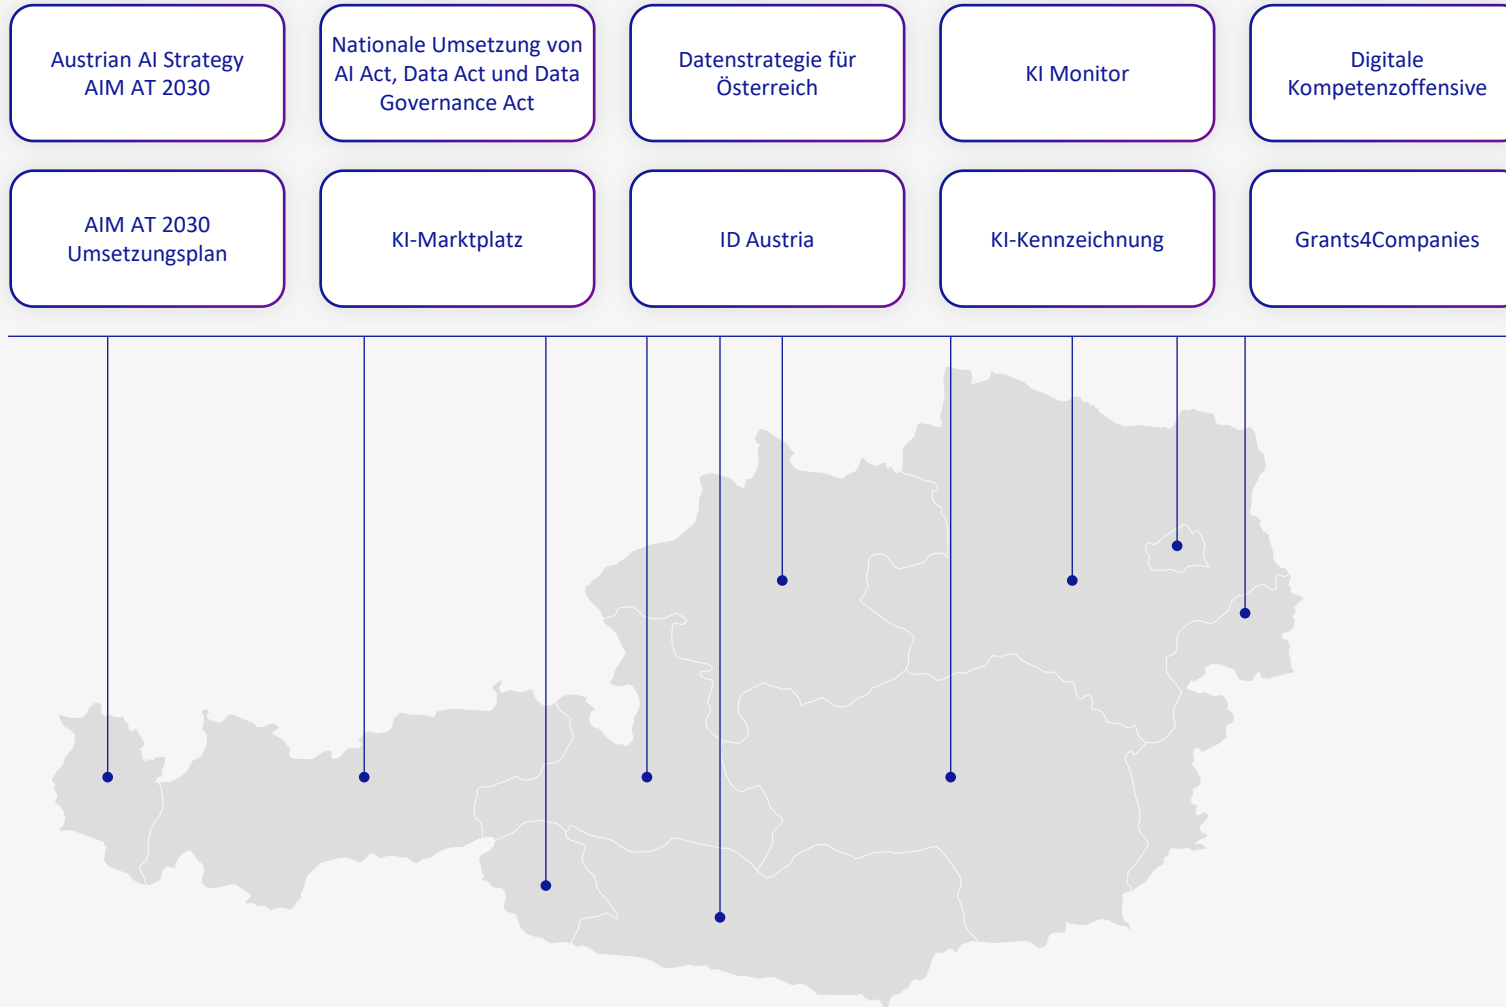 Austrian AI Strategy
AIM AT 2030
Nationale Umsetzung von
AI Act, Data Act und Data
Governance Act
Datenstrategie für
Österreich
KI Monitor
Digitale
Kompetenzoffensive
AIM AT 2030
Umsetzungsplan
KI-Marktplatz
ID Austria
KI-Kennzeichnung
Grants4Companies